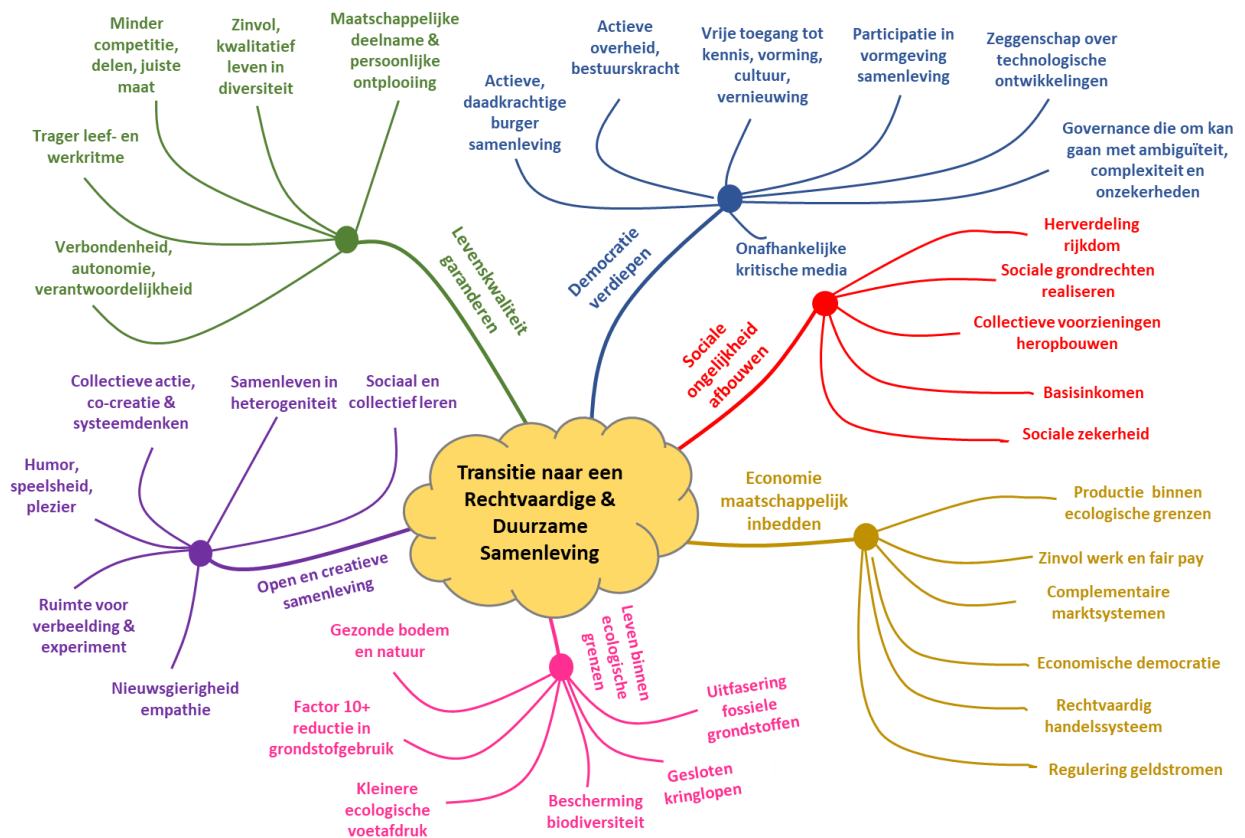 Minder
competitie,
delen, juiste
maat
Zinvol,
kwalitatief
leven in
diversiteit
Maatschappelijke
deelname &
persoonlijke
ontplooiing
Trager leef- en
werkritme
Verbondenheid,
autonomie,
verantwoordelijkheid
Levenskwaliteit
garanderen
Actieve,
daadkrachtige
burger
samenleving
Actieve
overheid,
bestuurskracht
Vrije toegang tot
kennis, vorming,
cultuur,
vernieuwing
Participatie in
vormgeving
samenleving
Zeggenschap over
technologische
ontwikkelingen
Governance die om kan
gaan met ambiguïteit,
complexiteit en
onzekerheden
Onafhankelijke
kritische media
Democratie
verdiepen
Herverdeling
rijkdom
Sociale grondrechten
realiseren
Collectieve voorzieningen
heropbouwen
Basisinkomen
Sociale zekerheid
Sociale
ongelijkheid
afbouwen
Collectieve actie,
co-creatie &
systeemdenken
Samenleven in
heterogeniteit
Sociaal en
collectief leren
Humor,
speelsheid,
plezier
Ruimte voor
verbeelding &
experiment
Nieuwsgierigheid
empathie
Open en creatieve
samenleving
Transitie naar een
Rechtvaardige &
Duurzame
Samenleving
Economie
maatschappelijk
inbedden
Productie binnen
ecologische grenzen
Zinvol werk en fair pay
Complementaire
marktsystemen
Economische democratie
Rechtvaardig
handelssysteem
Regulering geldstromen
Leven binnen
ecologische
grenzen
Gezonde bodem
en natuur
Factor 10+
reductie in
grondstofgebruik
Kleinere
ecologische
voetafdruk
Bescherming
biodiversiteit
Gesloten
kringlopen
Uitfasering
fossiele
grondstoffen